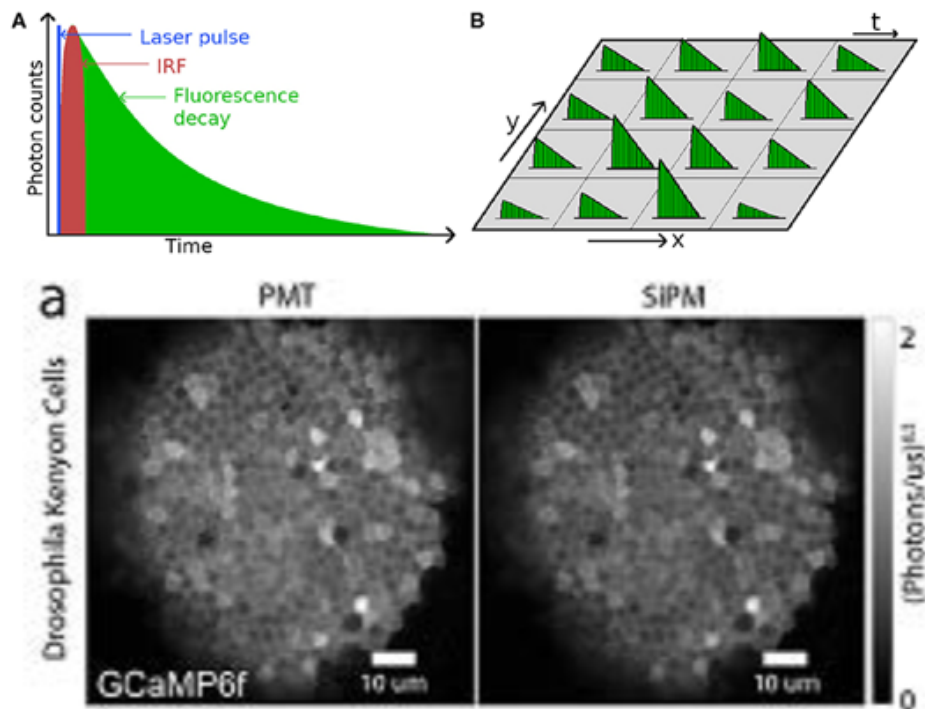 A
Photon counts
Laser pulse
IRF
Fluorescence
decay
Time
B
t
y
x
a
PMT
SiPM
Drosophila Kenyon Cells
GCaMP6f
10 um
10 um
2
0